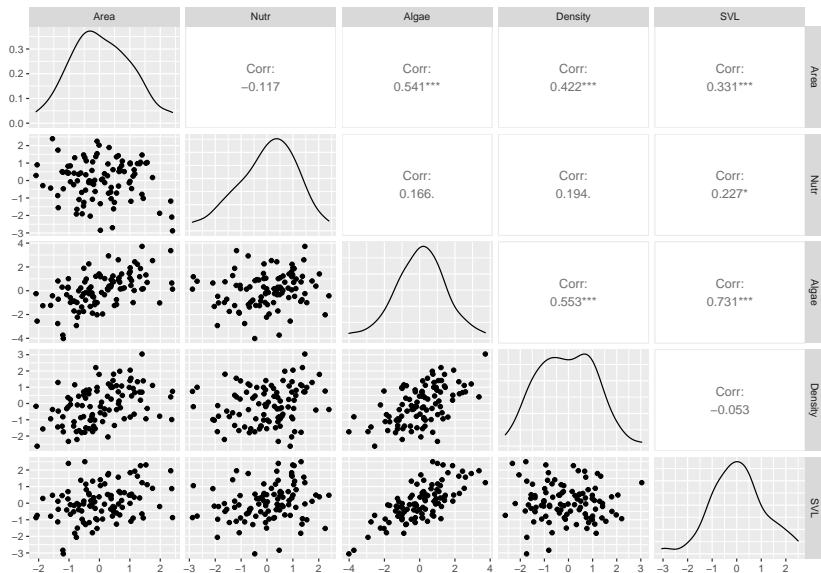 Area Nutr Algae Density SVL
0.3
0.2
0.1
0.0
Corr:
−0.117
Corr:
0.541***
Corr:
0.422***
Corr:
0.331***
Area
2
1
0
−1
−2
−3
Corr:
0.166.
Corr:
0.194.
Corr:
0.227*
Nutr
4
2
0
−2
−4
Corr:
0.553***
Corr:
0.731***
Algae
3
2
1
0
−1
−2
Corr:
−0.053
Density
2
1
0
−1
−2
−3
SVL
−2 −1 0 1 2 −3 −2 −1 0 1 2 −4 −2 0 2 4 −2 −1 0 1 2 3 −3 −2 −1 0 1 2